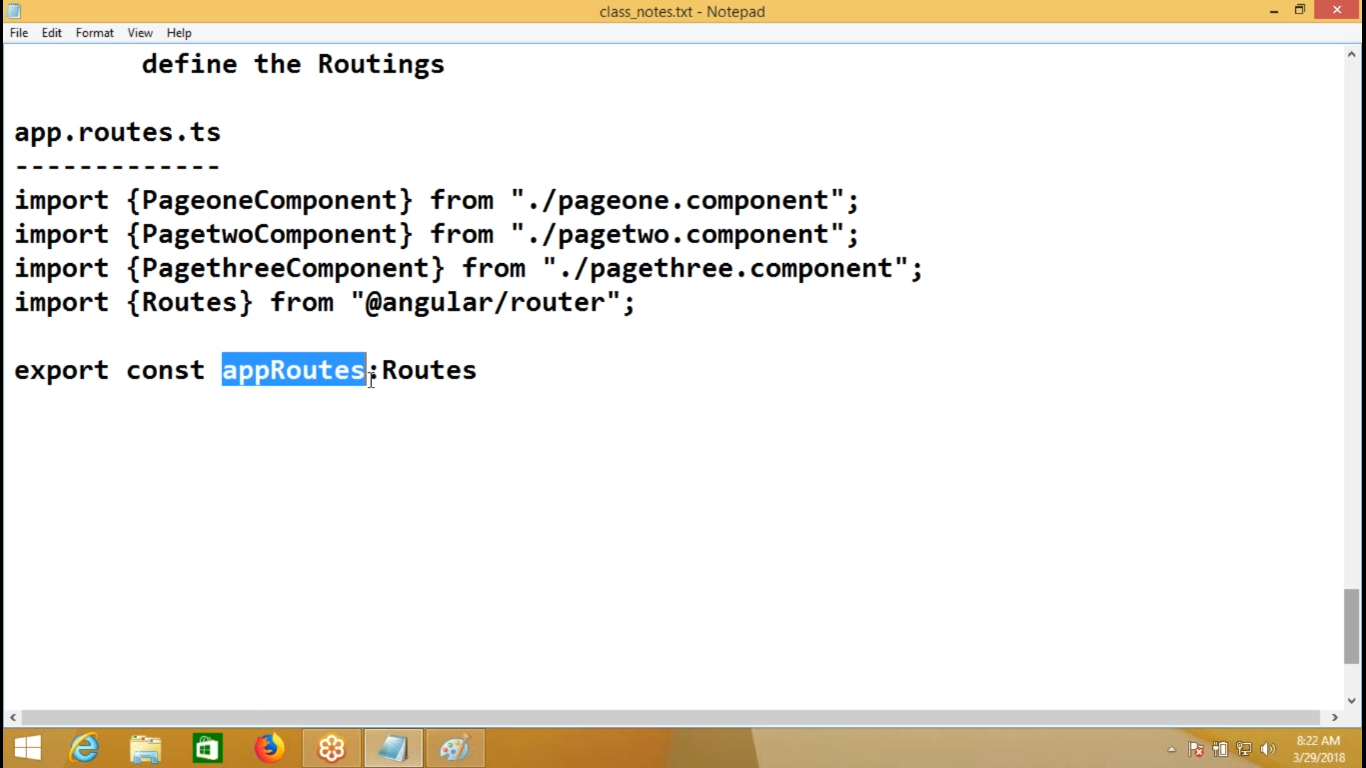 class_notes.txt - Notepad
File Edit Format View Help
define the Routings
app.routes.ts
-------------
import {PageoneComponent} from "./pageone.component";
import {PagetwoComponent} from "./pagetwo.component";
import {PagethreeComponent} from "./pagethree.component";
import {Routes} from "@angular/router";
export const appRoutes:Routes
8:22 AM
3/29/2018